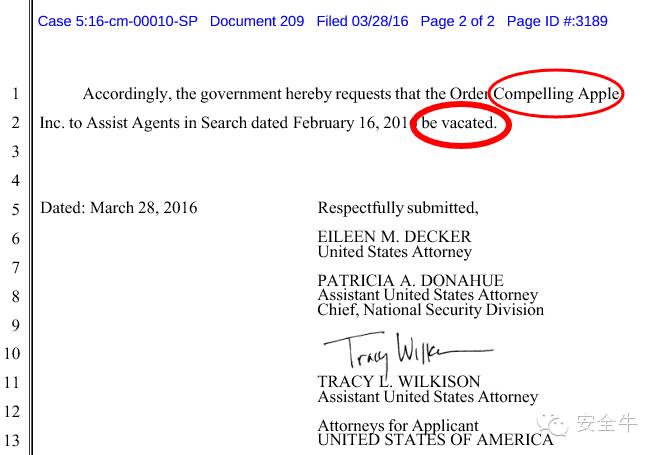 Case 5:16-cm-00010-SP Document 209 Filed 03/28/16 Page 2 of 2 Page ID #:3189
1 Accordingly, the government hereby requests that the Order Compelling Apple
2 Inc. to Assist Agents in Search dated February 16, 2016 be vacated.
3
4
5 Dated: March 28, 2016 Respectfully submitted,
6 EILEEN M. DECKER
United States Attorney
7
PATRICIA A. DONAHUE
8 Assistant United States Attorney
Chief, National Security Division
9
10 Tracy Wilk
11 TRACY L. WILKISON
Assistant United States Attorney
12
Attorneys for Applicant
13 UNITED STATES OF AMERICA
安全牛